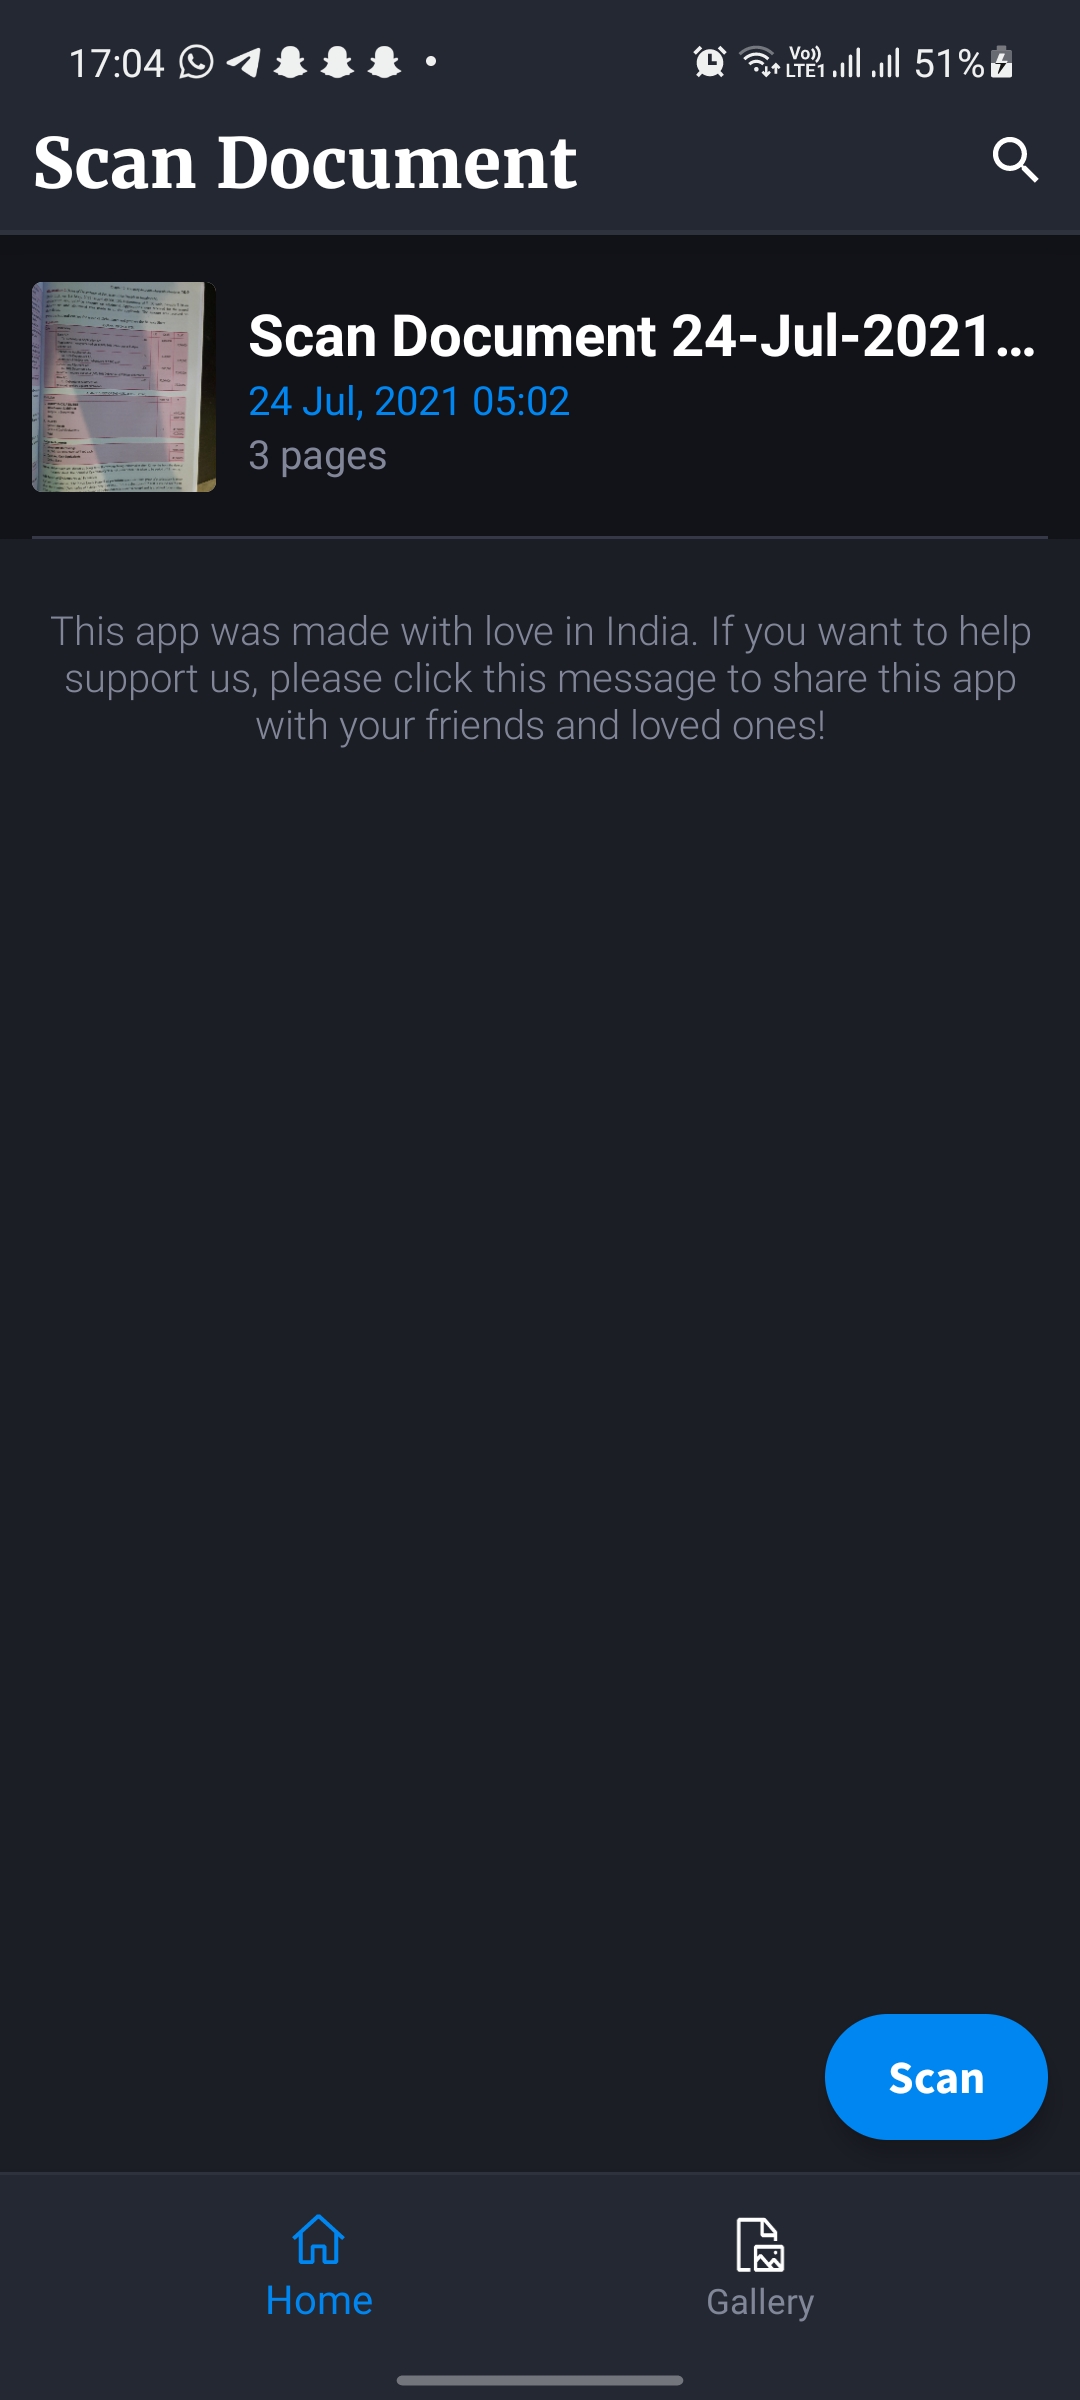 17:04
Vo)) LTE1 51%
Scan Document
Scan Document 24-Jul-2021...
24 Jul, 2021 05:02
3 pages
This app was made with love in India. If you want to help
support us, please click this message to share this app
with your friends and loved ones!
Scan
Home
Gallery